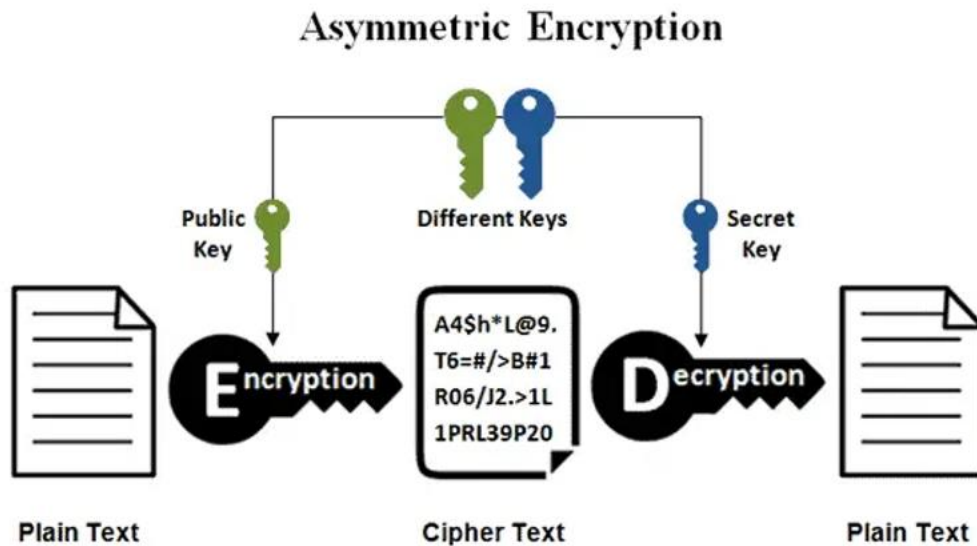 Asymmetric Encryption
Public
Key
Different Keys
Secret
Key
Encryption
A4$h*L@9.
T6=#/>B#1
R06/J2.>1L
1PRL39P20
Decryption
Plain Text
Cipher Text
Plain Text